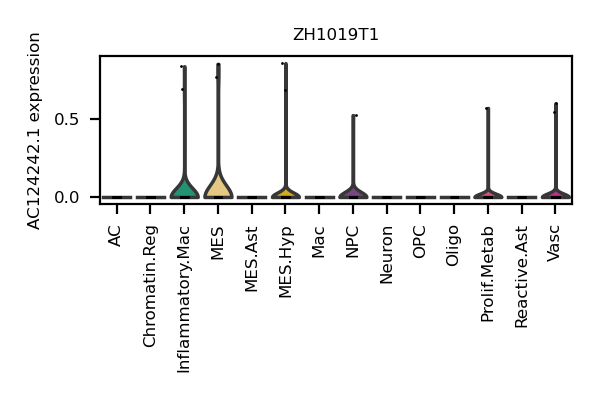 ZH1019T1
AC124242.1 expression
0.5
0.0
AC
Chromatin.Reg
Inflammatory.Mac
MES
MES.Ast
MES.Hyp
Mac
NPC
Neuron
OPC
Oligo
Prolif.Metab
Reactive.Ast
Vasc